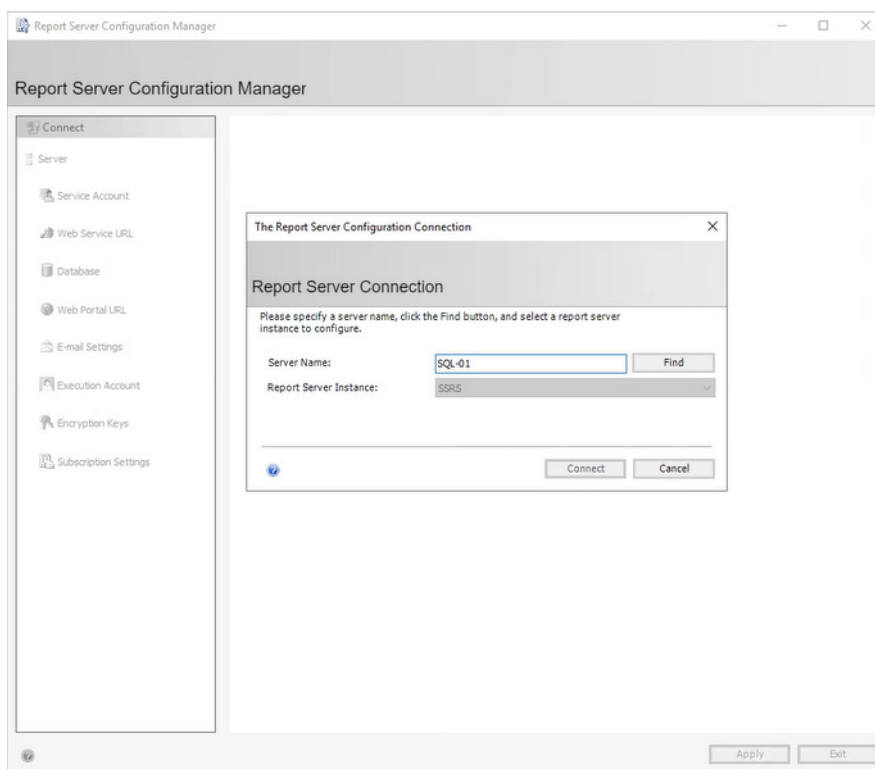 Report Server Configuration Manager
Report Server Configuration Manager
Connect
Server
Service Account
Web Service URL
Database
Web Portal URL
E-mail Settings
Execution Account
Encryption Keys
Subscription Settings
The Report Server Configuration Connection
Report Server Connection
Please specify a server name, click the Find button, and select a report server
instance to configure.
Server Name: SQL-01 Find
Report Server Instance: SSRS
Connect Cancel
Apply Exit